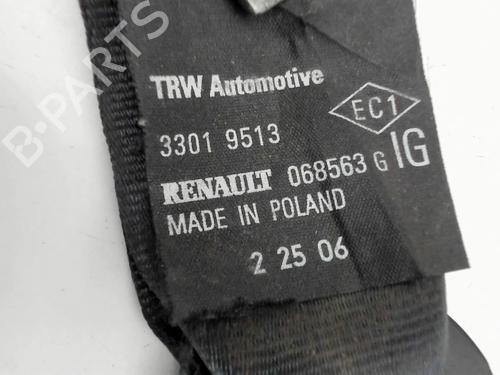 B-PARTS
TRW Automotive
EC1
3301 9513
RENAULT 068563 G IG
MADE IN POLAND
2 25 06